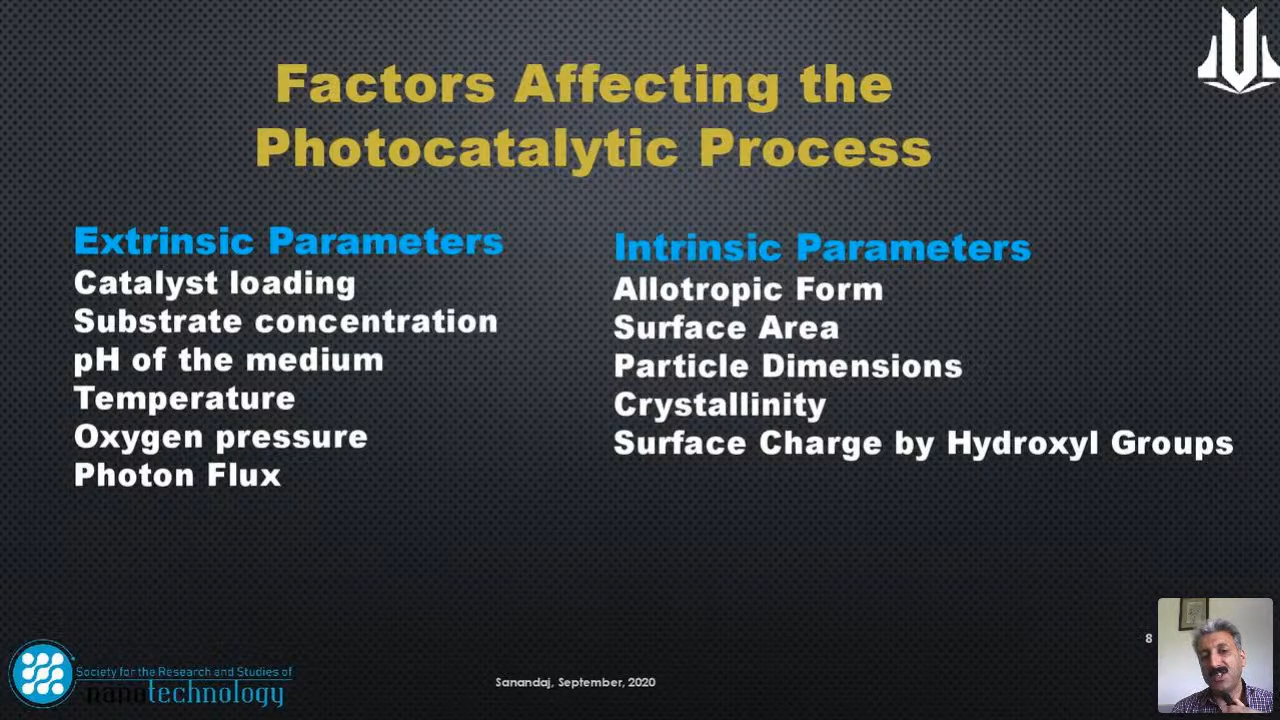 Factors Affecting the
Photocatalytic Process
Extrinsic Parameters
Catalyst loading
Substrate concentration
pH of the medium
Temperature
Oxygen pressure
Photon Flux
Intrinsic Parameters
Allotropic Form
Surface Area
Particle Dimensions
Crystallinity
Surface Charge by Hydroxyl Groups
8
Society for the Research and Studies of
nanotechnology
Sanandaj, September, 2020